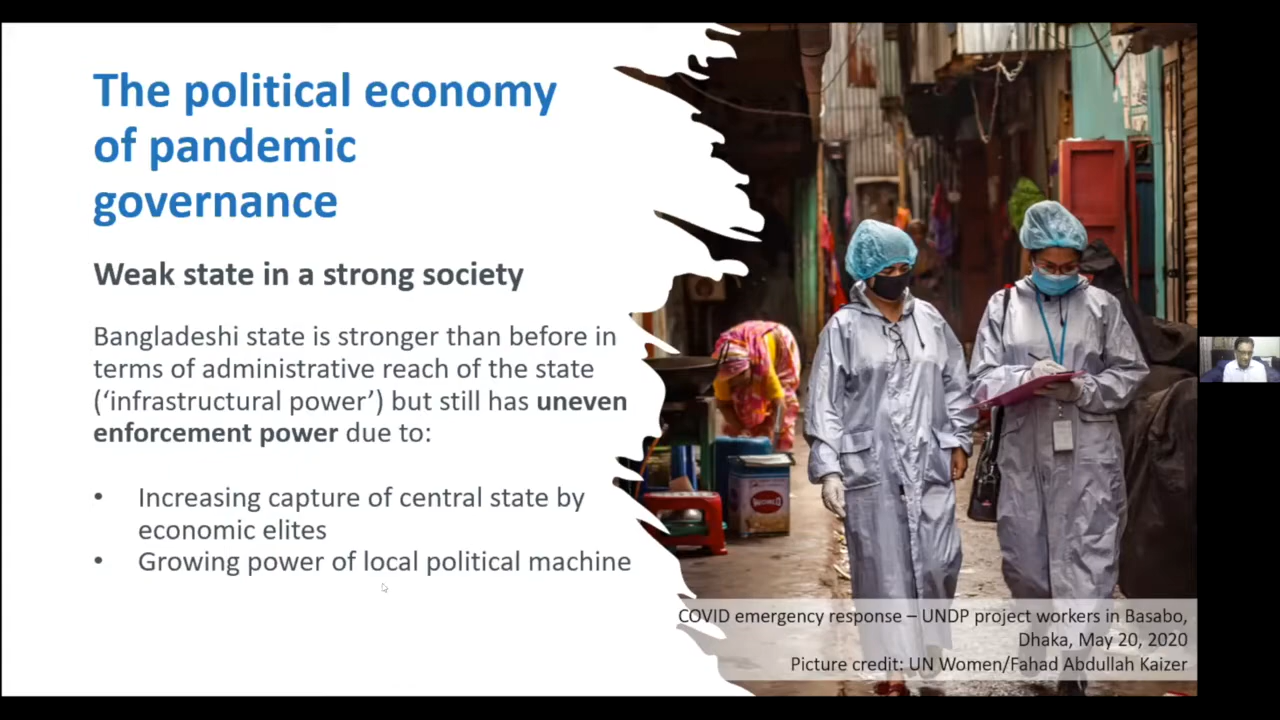 The political economy
of pandemic
governance
Weak state in a strong society
Bangladeshi state is stronger than before in
terms of administrative reach of the state
(‘infrastructural power’) but still has uneven
enforcement power due to:
• Increasing capture of central state by
economic elites
• Growing power of local political machine
COVID emergency response – UNDP project workers in Basabo,
Dhaka, May 20, 2020
Picture credit: UN Women/Fahad Abdullah Kaizer